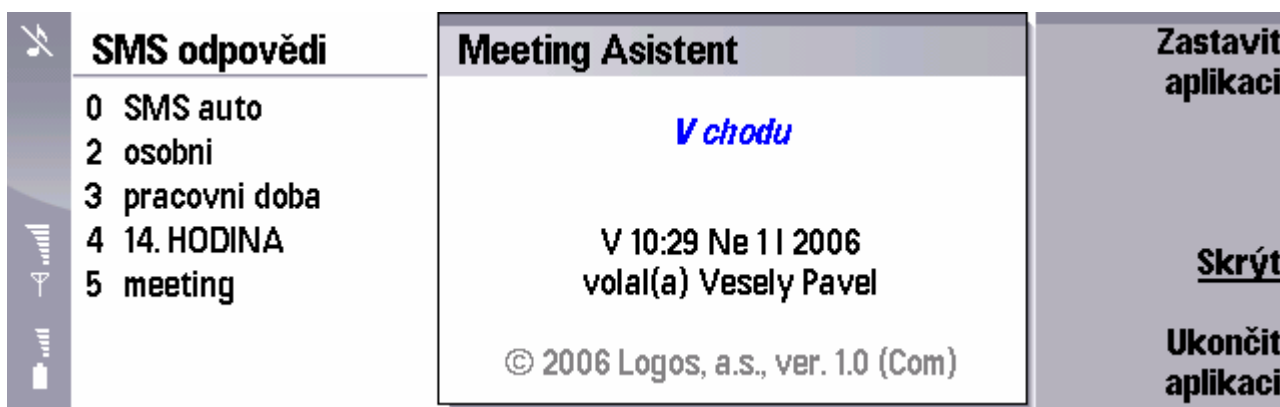 SMS odpovědi
0 SMS auto
2 osobni
3 pracovni doba
4 14. HODINA
5 meeting
Meeting Asistent
V chodu
V 10:29 Ne 1 I 2006
volal(a) Vesely Pavel
© 2006 Logos, a.s., ver. 1.0 (Com)
Zastavit
aplikaci
Skrýt
Ukončit
aplikaci